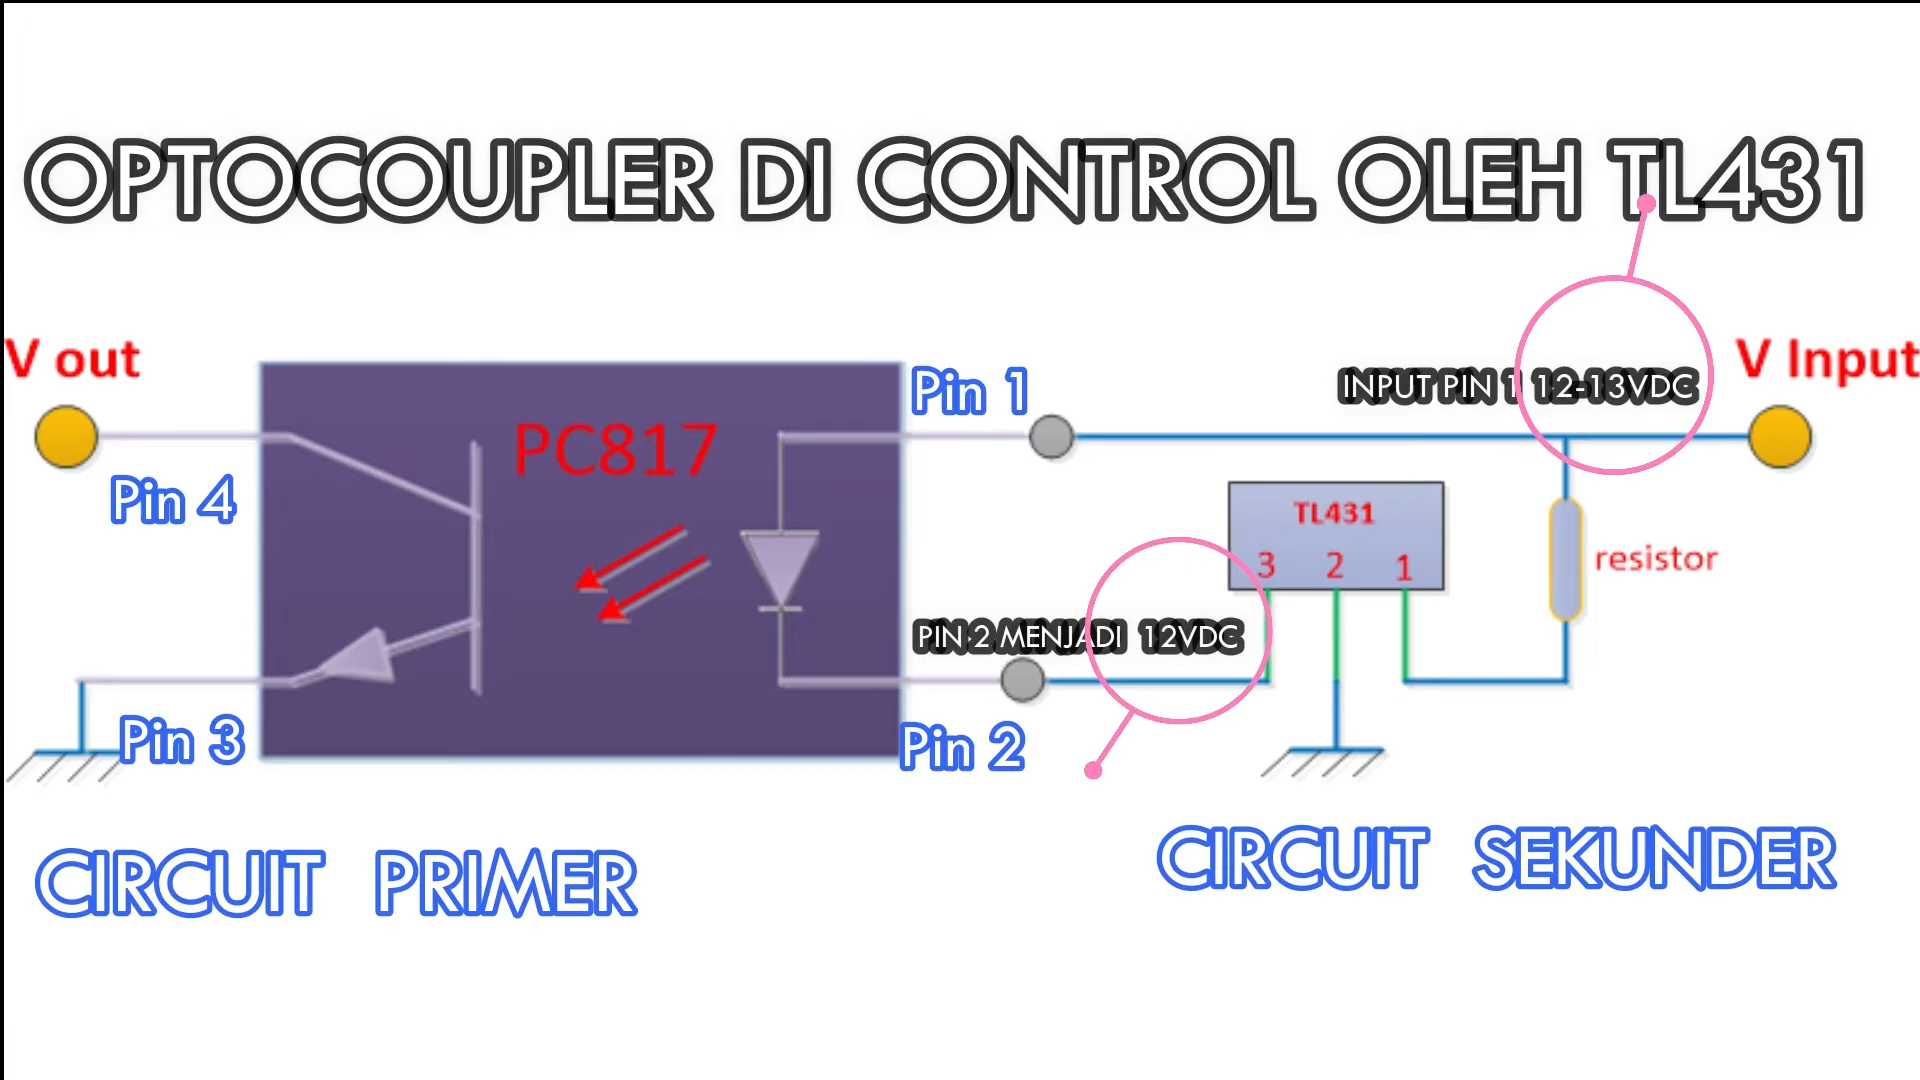 OPTOCOUPLER DI CONTROL OLEH TL431
V out
Pin 1
INPUT PIN 1 12-13VDC
V Input
PC817
Pin 4
TL431
3 2 1
resistor
PIN 2 MENJADI 12VDC
Pin 3
Pin 2
CIRCUIT PRIMER
CIRCUIT SEKUNDER